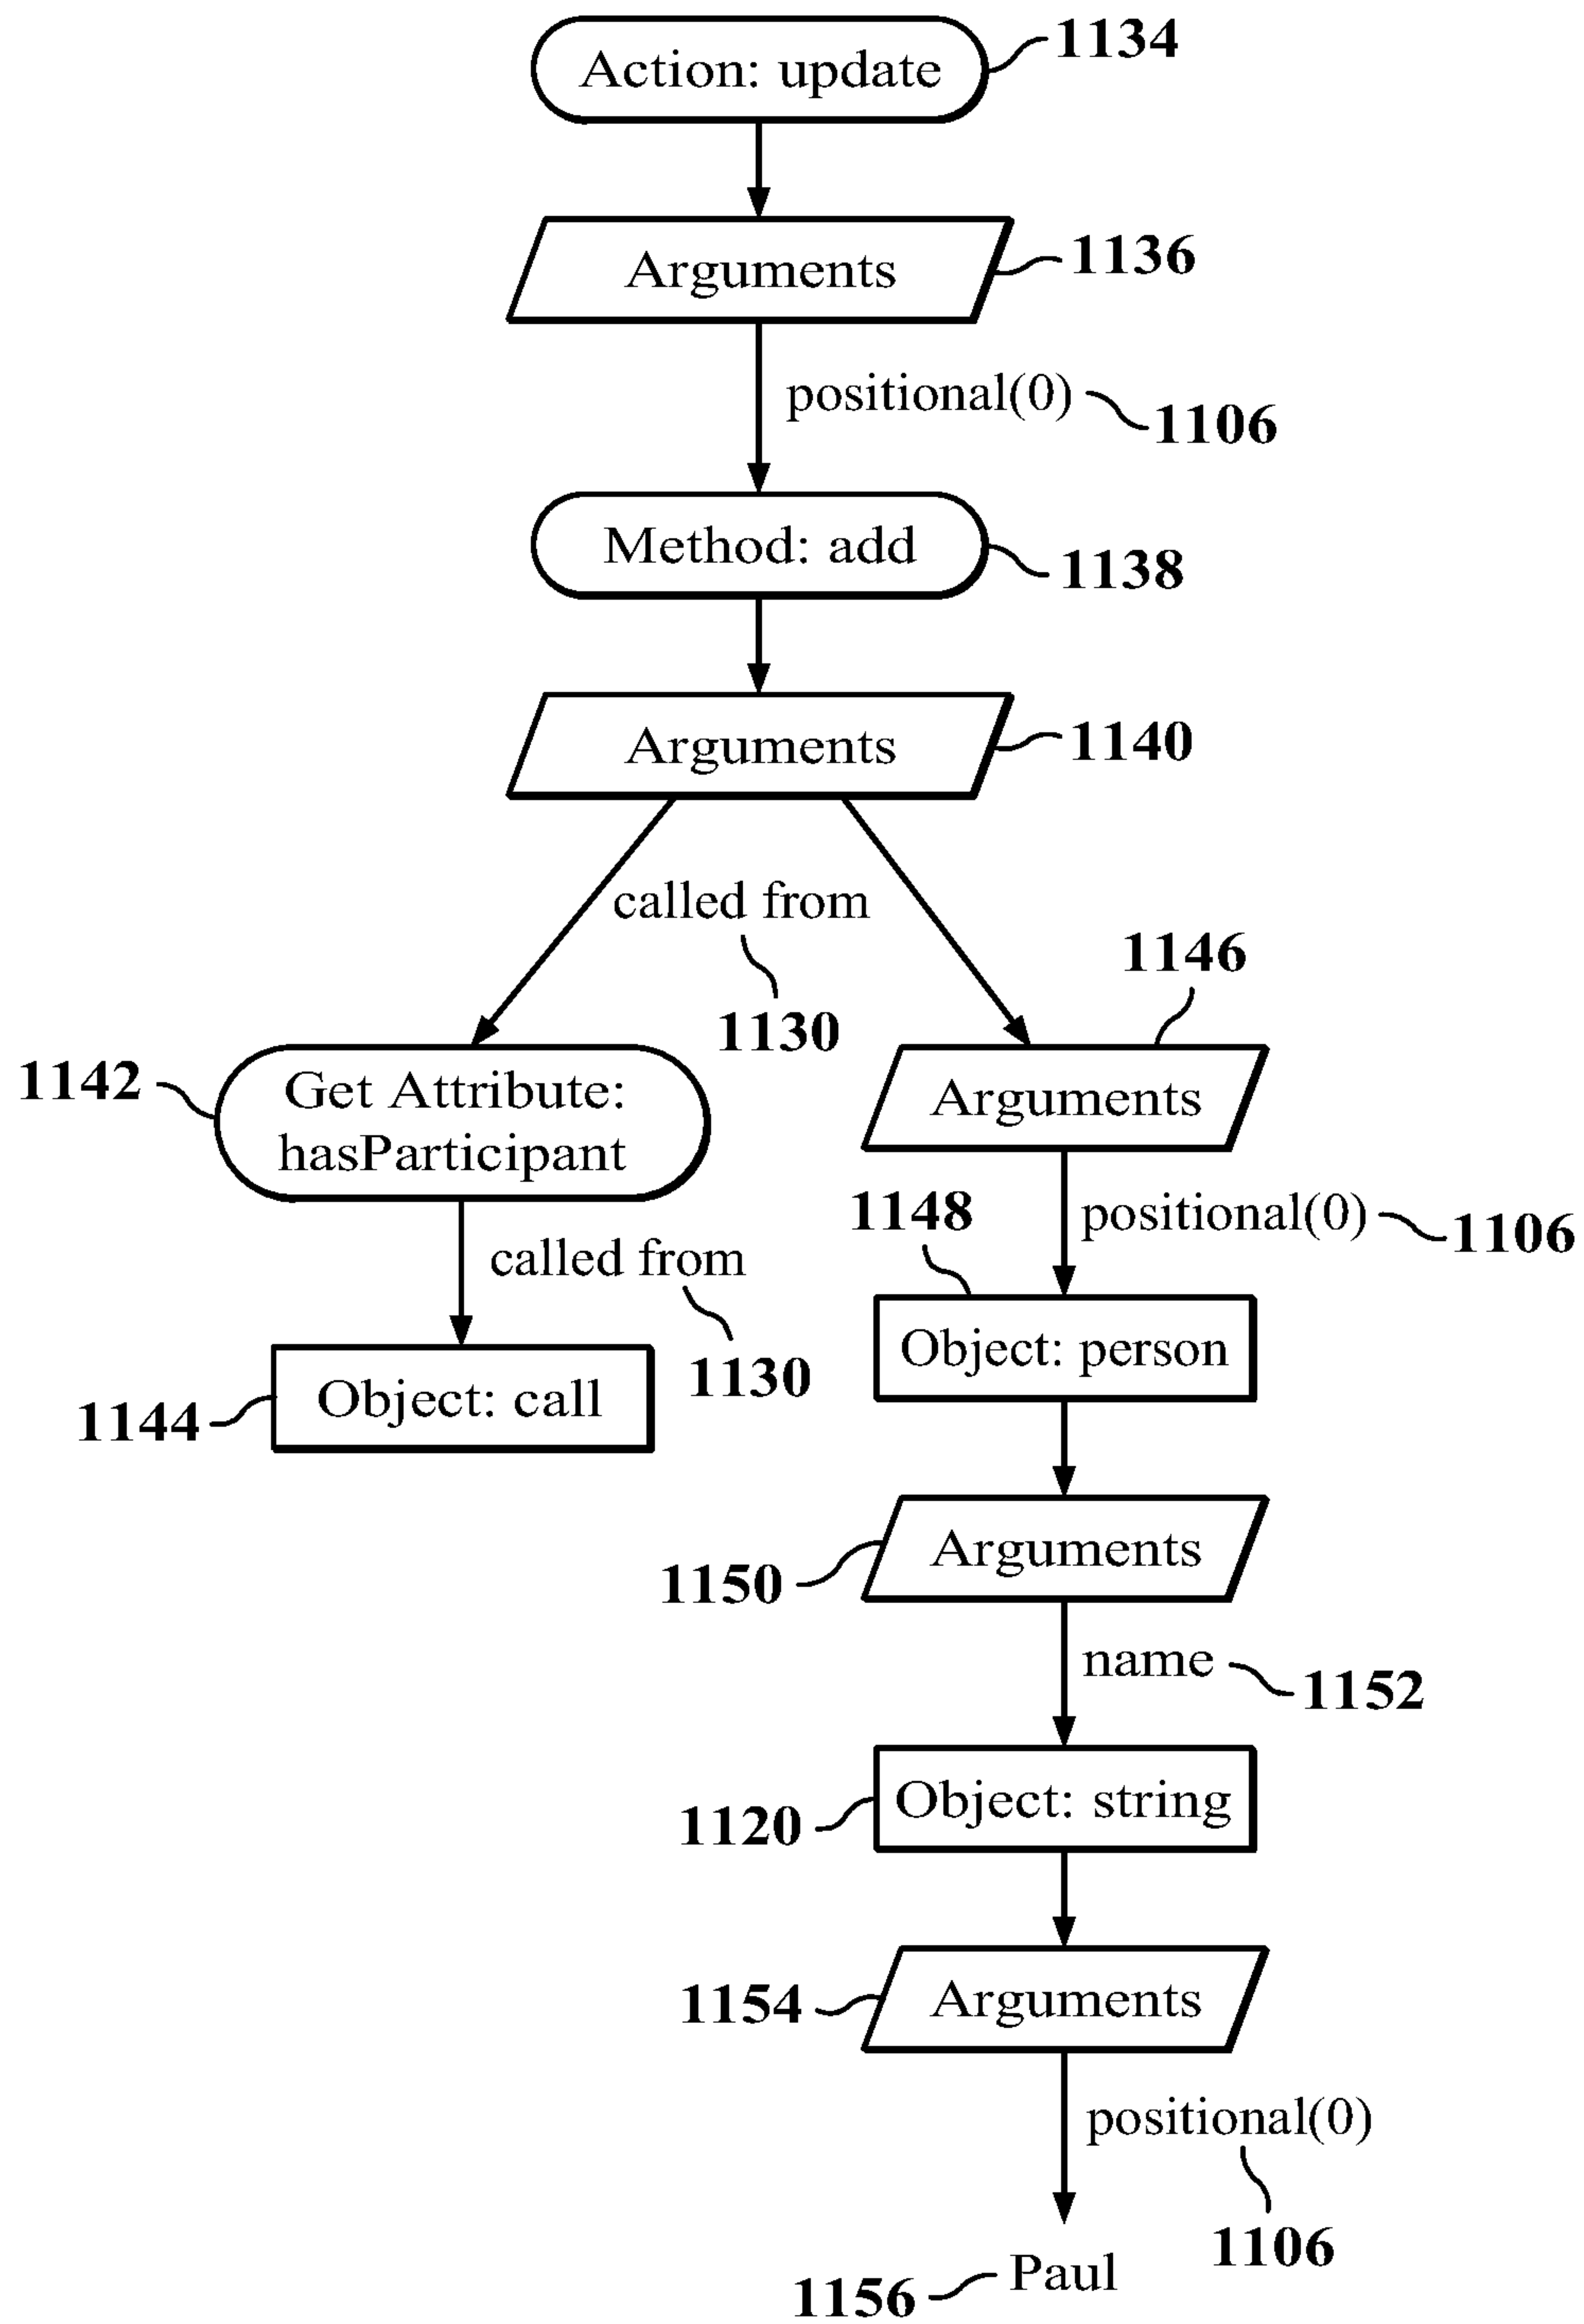 Action: update
1134
Arguments
1136
positional(0)
1106
Method: add
1138
Arguments
1140
called from
1130
1146
1142
Get Attribute:
hasParticipant
Arguments
1148
positional(0)
1106
called from
1130
Object: person
1144
Object: call
Arguments
1150
name
1152
Object: string
1120
Arguments
1154
positional(0)
1106
Paul
1156